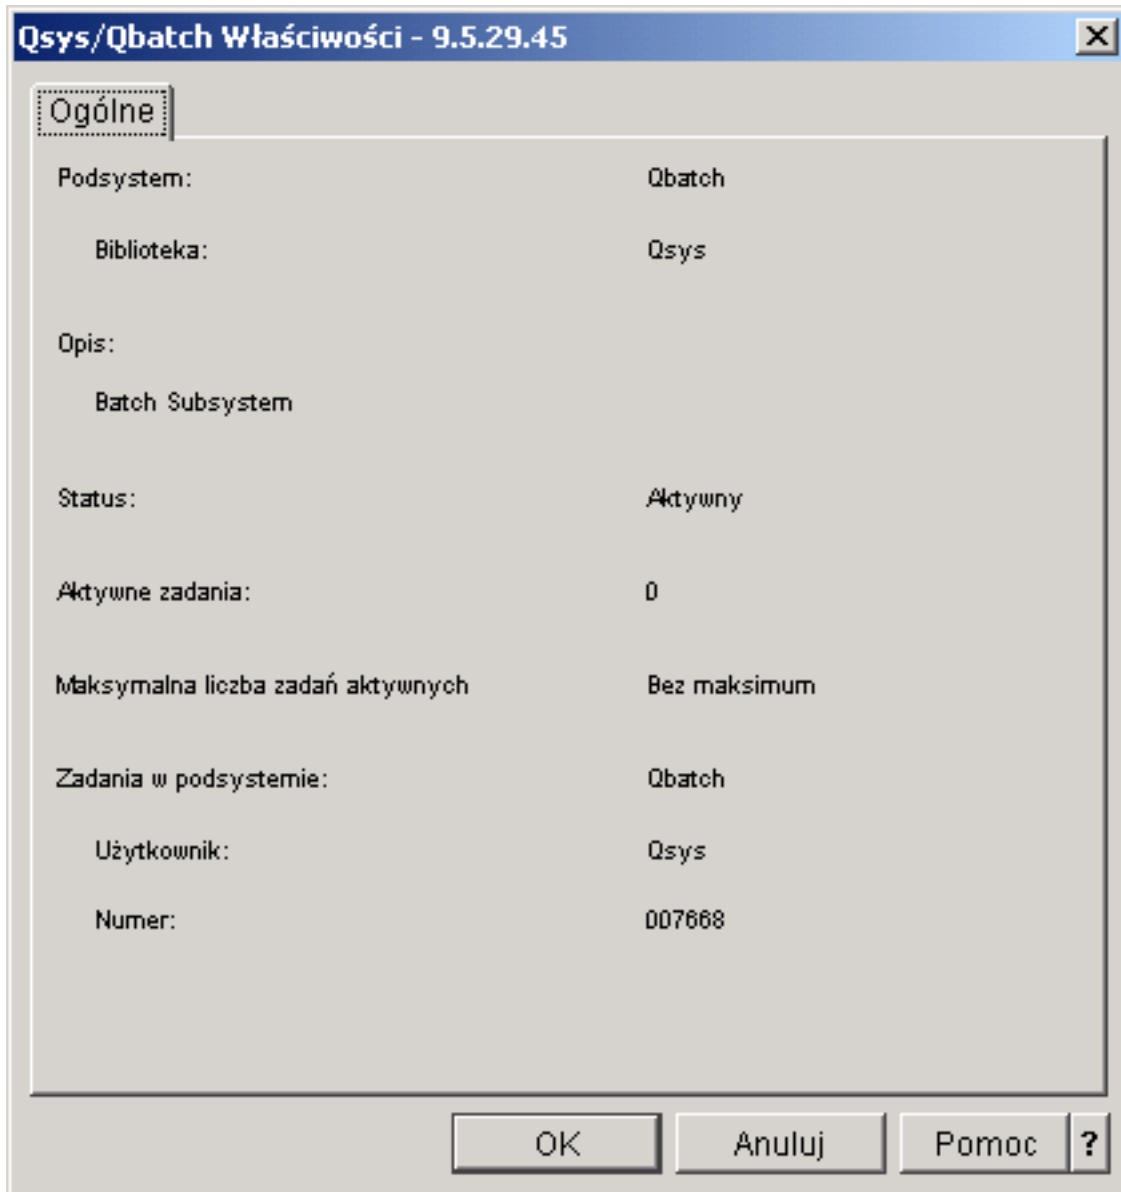 Qsys/Qbatch Właściwości - 9.5.29.45
Ogólne
Podsystem: Qbatch
Biblioteka: Qsys
Opis:
Batch Subsystem
Status: Aktywny
Aktywne zadania: 0
Maksymalna liczba zadań aktywnych Bez maksimum
Zadania w podsystemie: Qbatch
Użytkownik: Qsys
Numer: 007668
OK Anuluj Pomoc ?